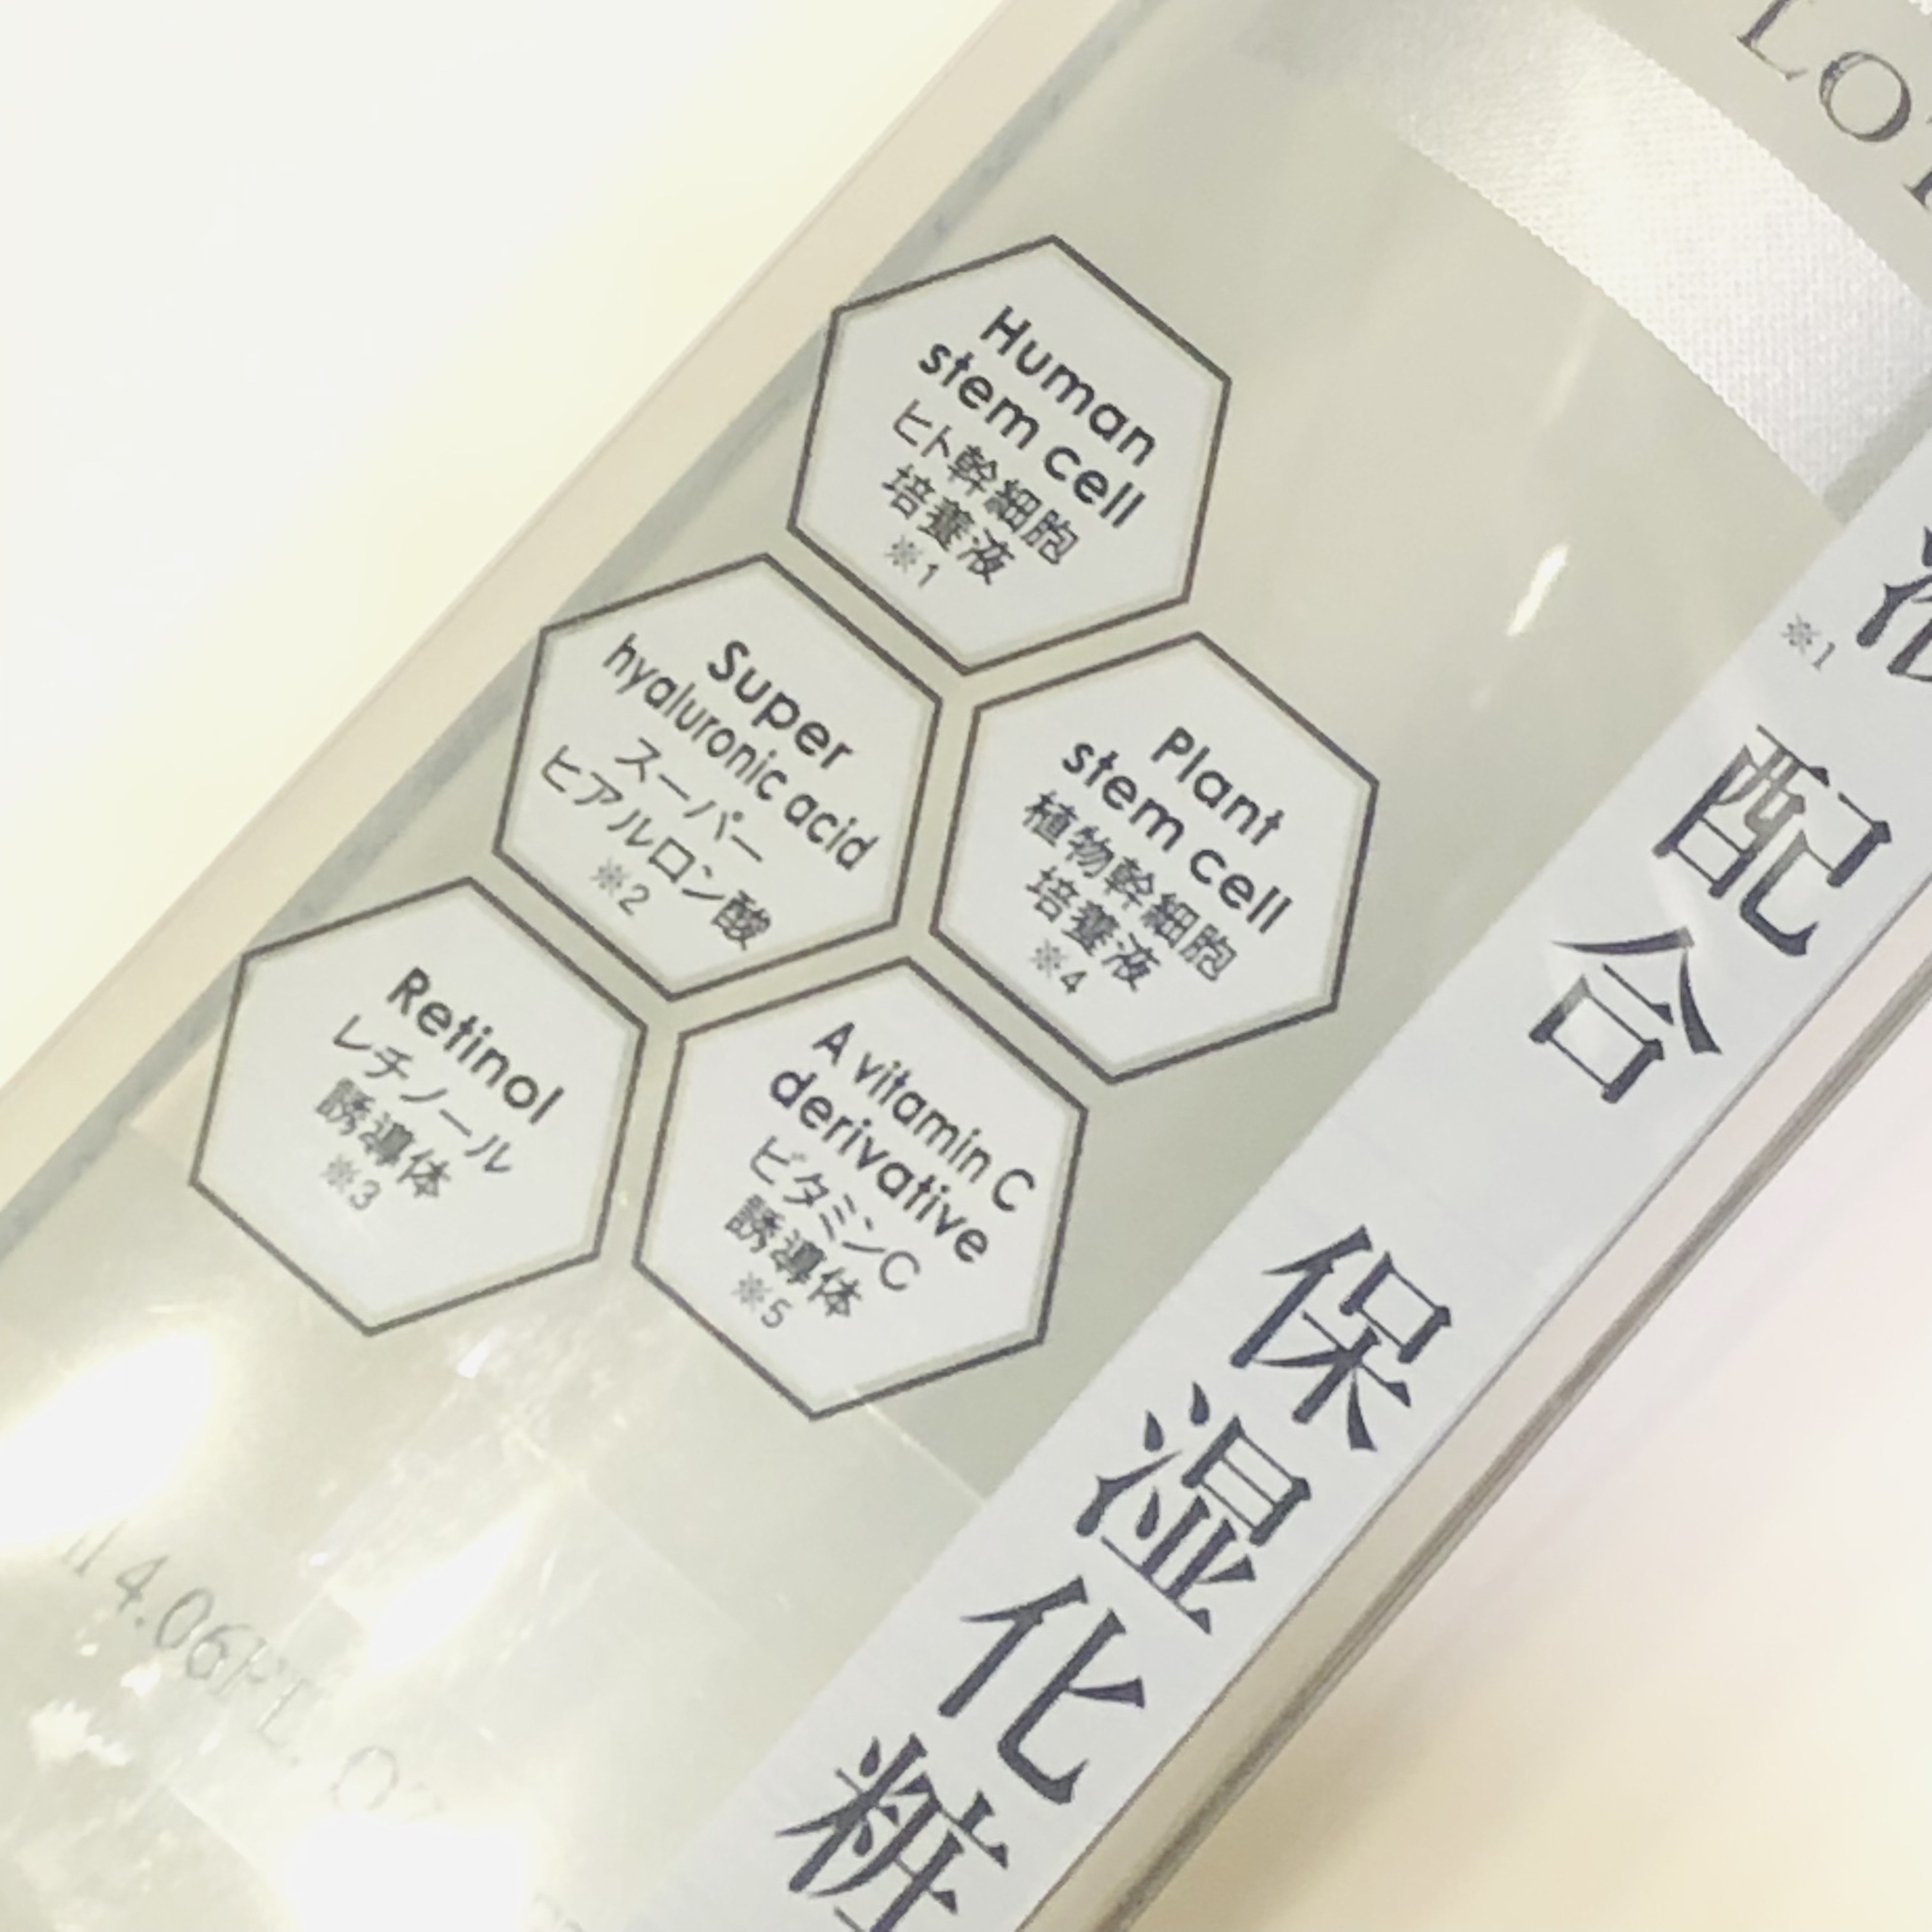 Human
stem cell
ヒト幹細胞
培養液
※1
Super
hyaluronic acid
スーパー
ヒアルロン酸
※2
Plant
stem cell
植物幹細胞
培養液
※4
Retinol
レチノール
誘導体
※3
A vitamin C
derivative
ビタミンC
誘導体
※5
※1
配合
保湿化粧
4.06FL. OZ